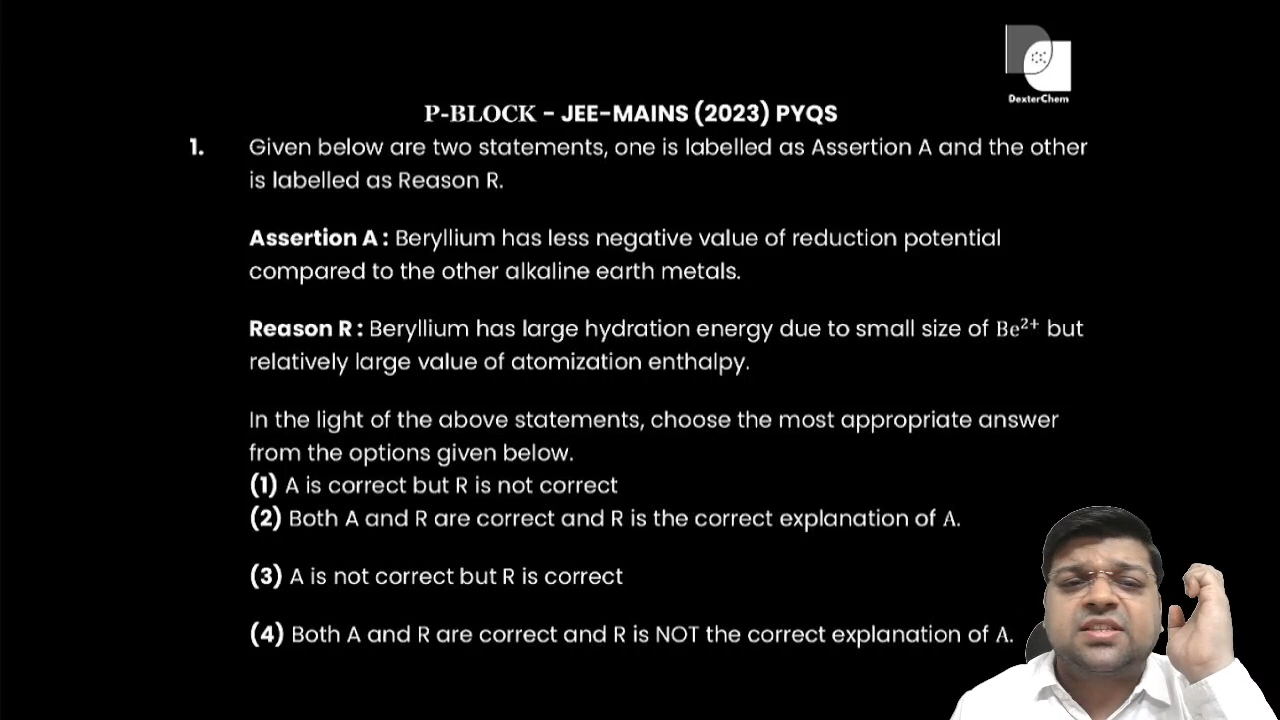 DexterChem
P-BLOCK - JEE-MAINS (2023) PYQS
1. Given below are two statements, one is labelled as Assertion A and the other
is labelled as Reason R.
Assertion A : Beryllium has less negative value of reduction potential
compared to the other alkaline earth metals.
Reason R : Beryllium has large hydration energy due to small size of Be²⁺ but
relatively large value of atomization enthalpy.
In the light of the above statements, choose the most appropriate answer
from the options given below.
(1) A is correct but R is not correct
(2) Both A and R are correct and R is the correct explanation of A.
(3) A is not correct but R is correct
(4) Both A and R are correct and R is NOT the correct explanation of A.